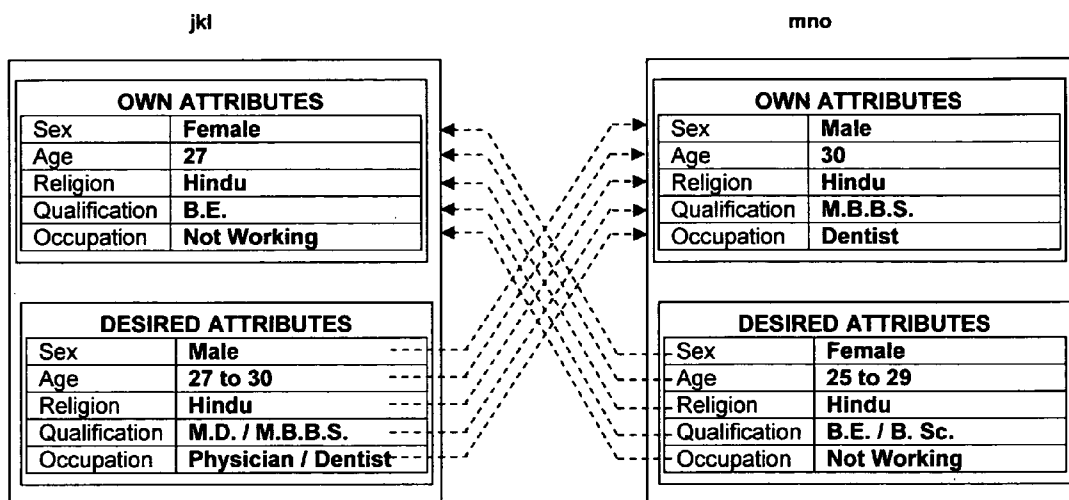 jkl
OWN ATTRIBUTES
Sex Female
Age 27
Religion Hindu
Qualification B.E.
Occupation Not Working
DESIRED ATTRIBUTES
Sex Male
Age 27 to 30
Religion Hindu
Qualification M.D. / M.B.B.S.
Occupation Physician / Dentist
mno
OWN ATTRIBUTES
Sex Male
Age 30
Religion Hindu
Qualification M.B.B.S.
Occupation Dentist
DESIRED ATTRIBUTES
Sex Female
Age 25 to 29
Religion Hindu
Qualification B.E. / B. Sc.
Occupation Not Working